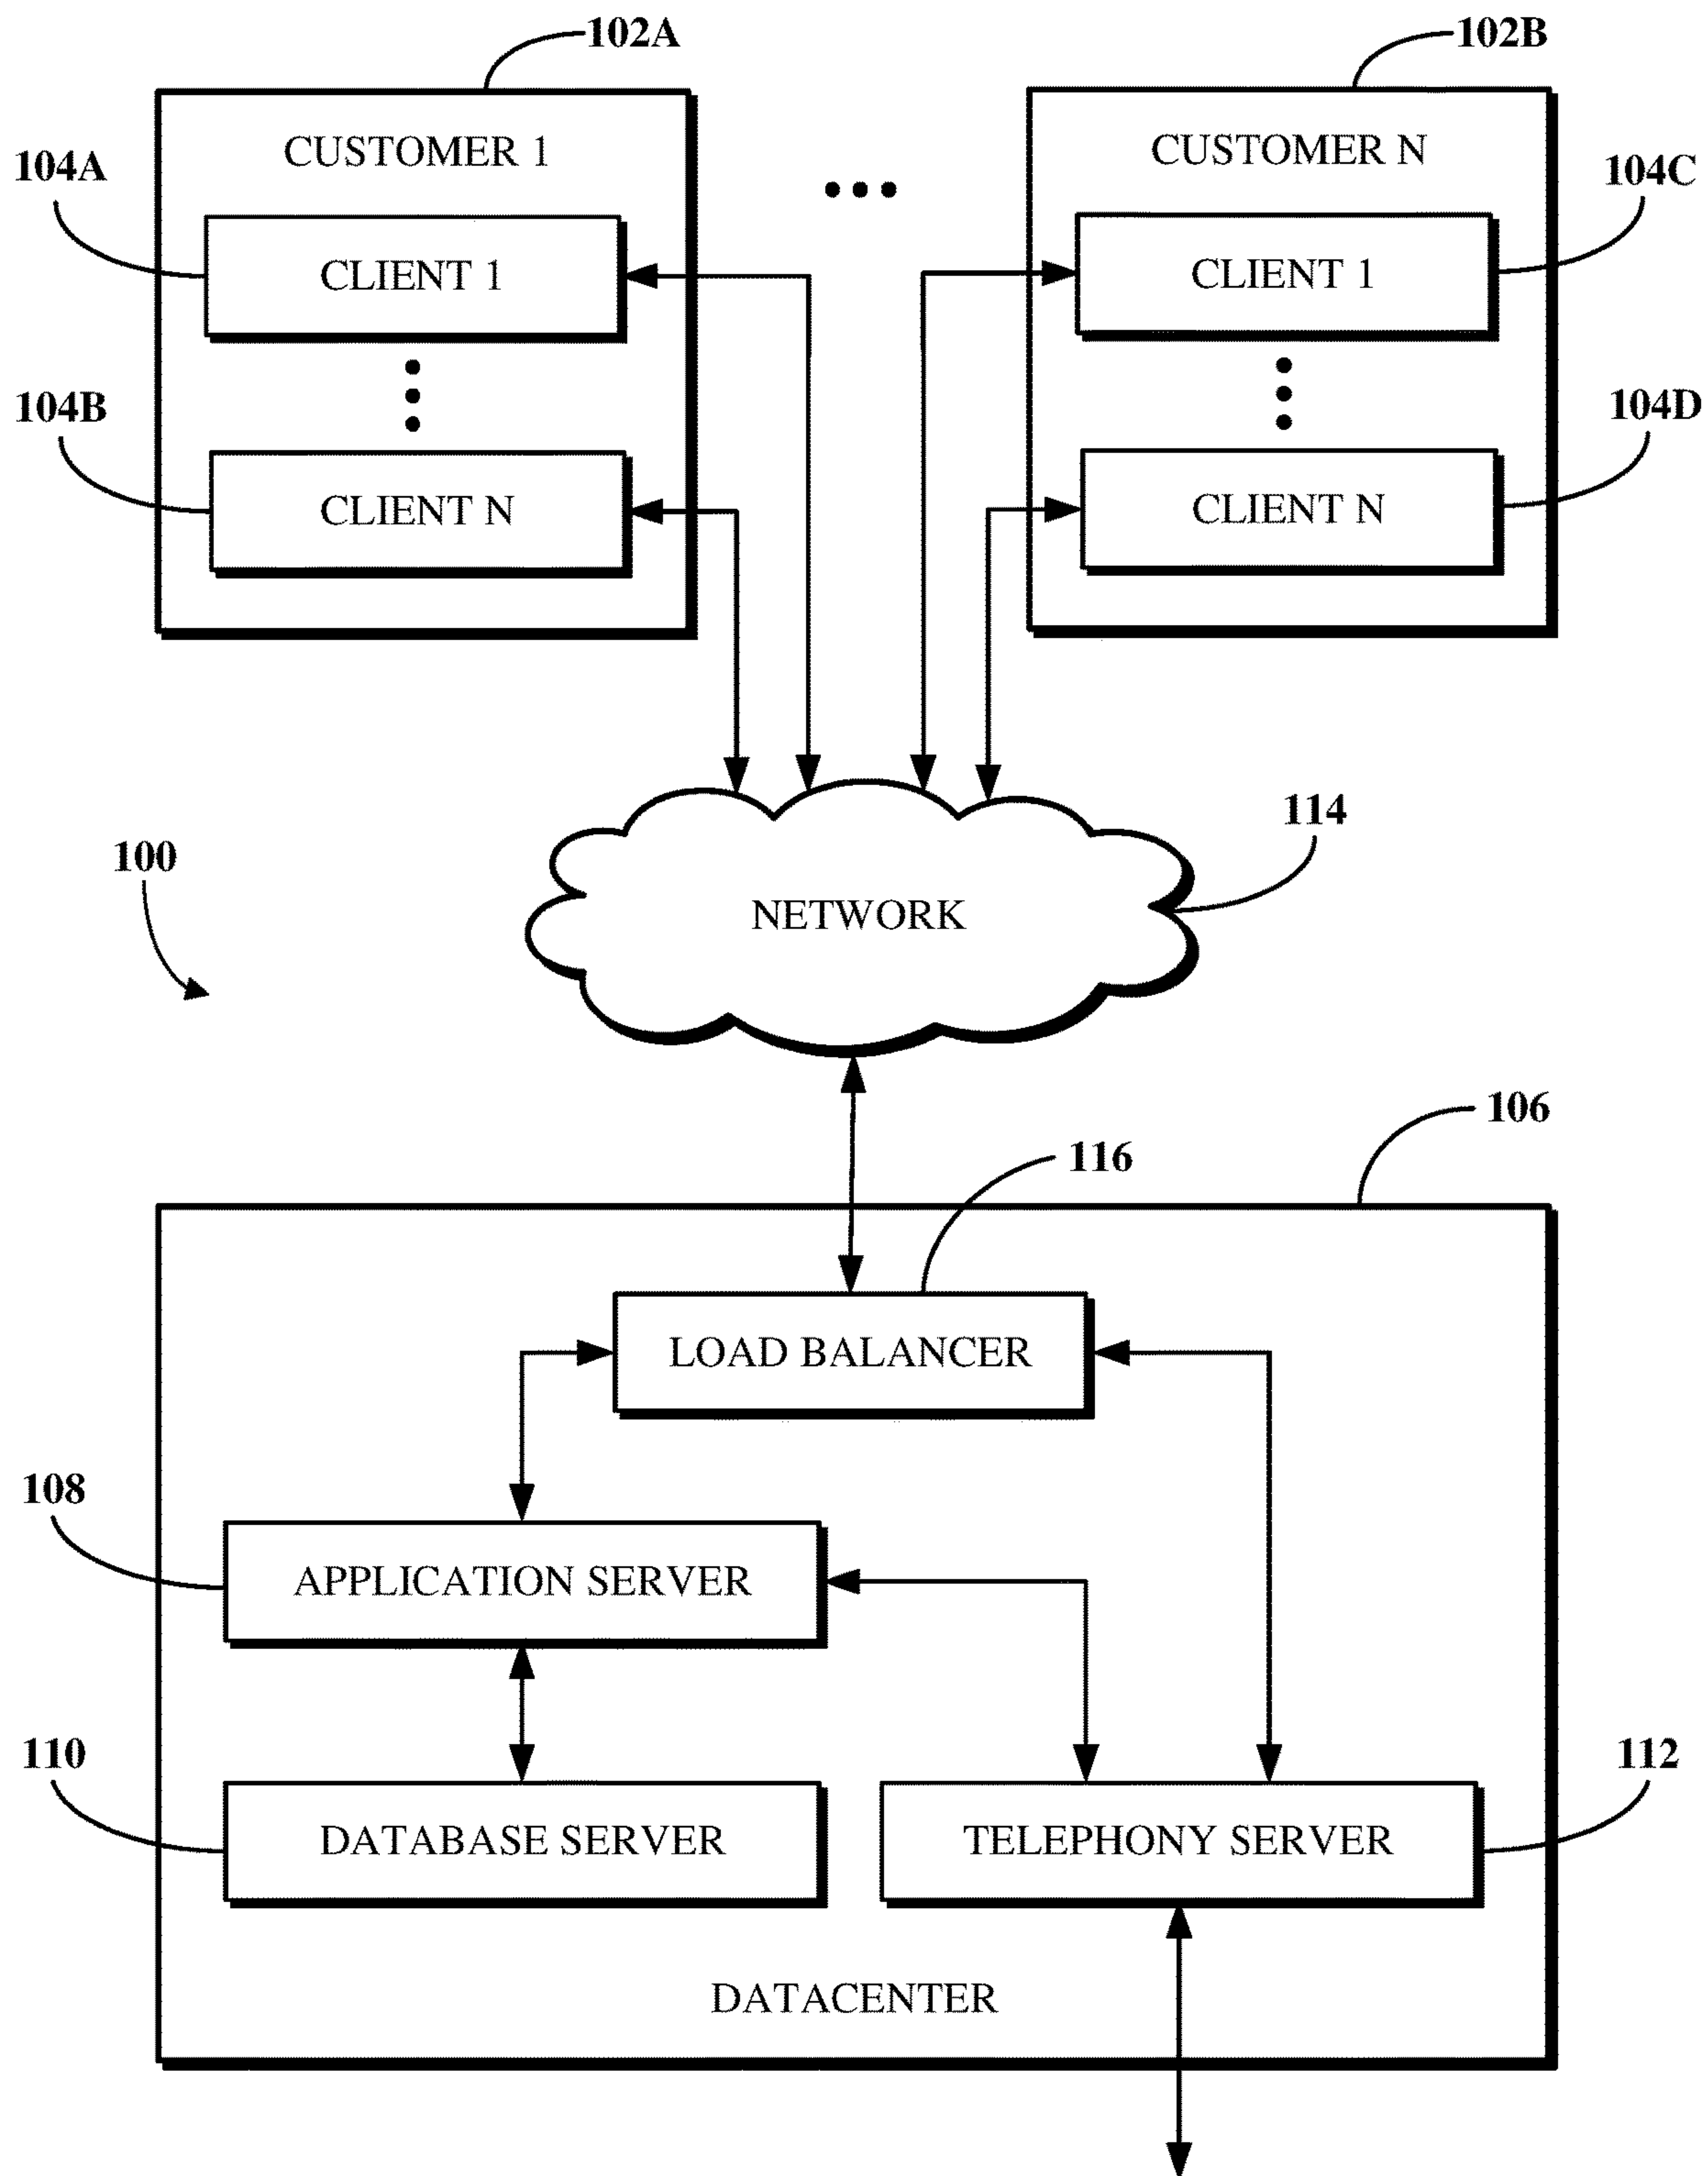 102A
102B
CUSTOMER 1
CUSTOMER N
104A
104C
CLIENT 1
CLIENT 1
104B
104D
CLIENT N
CLIENT N
114
100
NETWORK
106
116
LOAD BALANCER
108
APPLICATION SERVER
110
112
DATABASE SERVER
TELEPHONY SERVER
DATACENTER